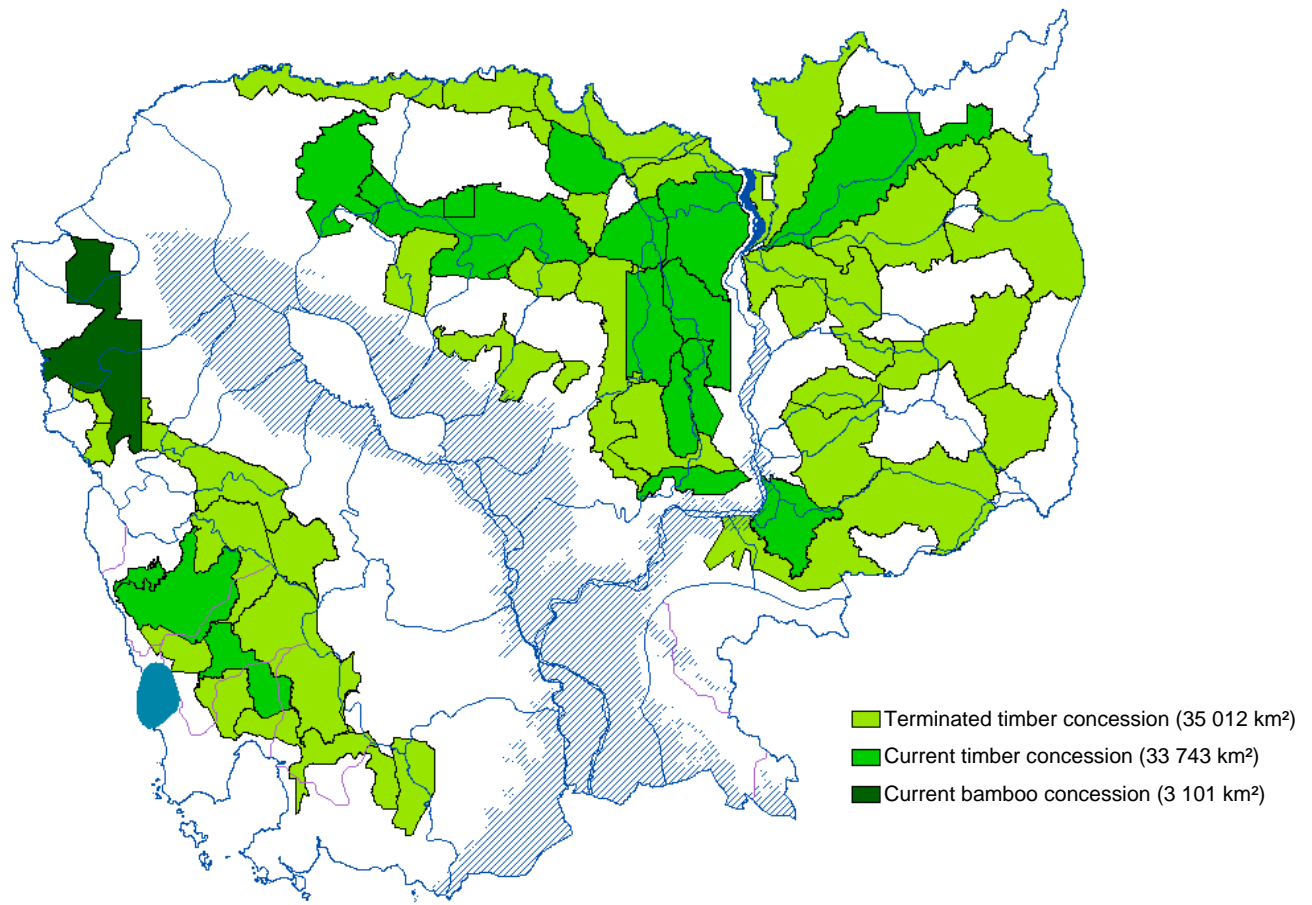 Terminated timber concession (35 012 km²)
Current timber concession (33 743 km²)
Current bamboo concession (3 101 km²)